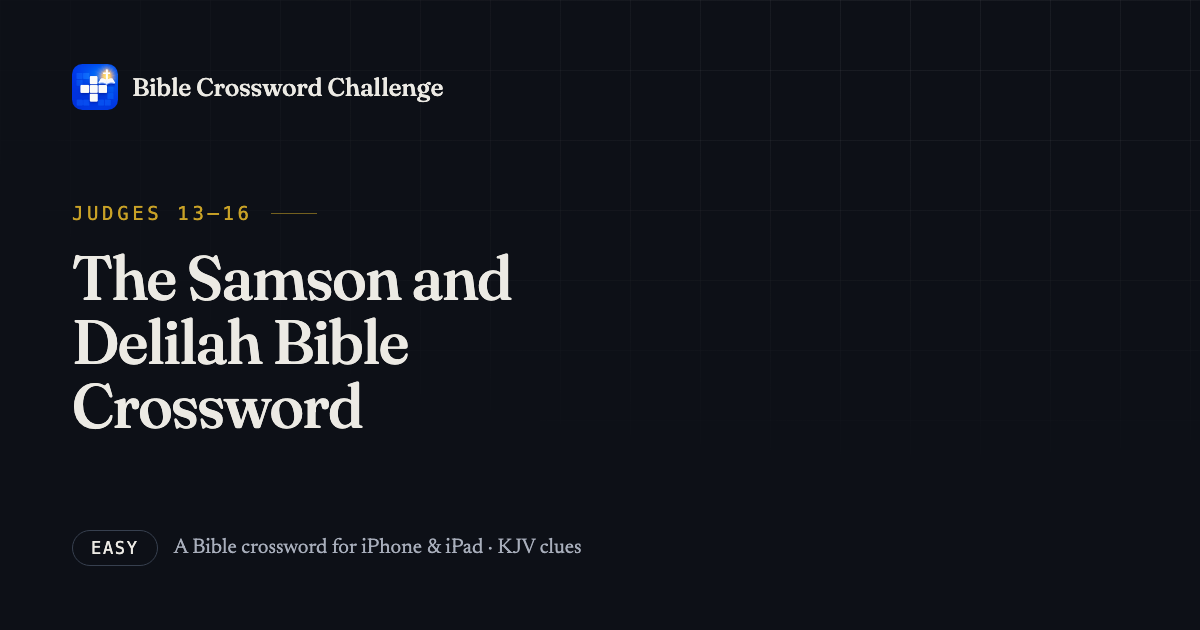 Bible Crossword Challenge
JUDGES 13–16
The Samson and
Delilah Bible
Crossword
EASY
A Bible crossword for iPhone & iPad · KJV clues